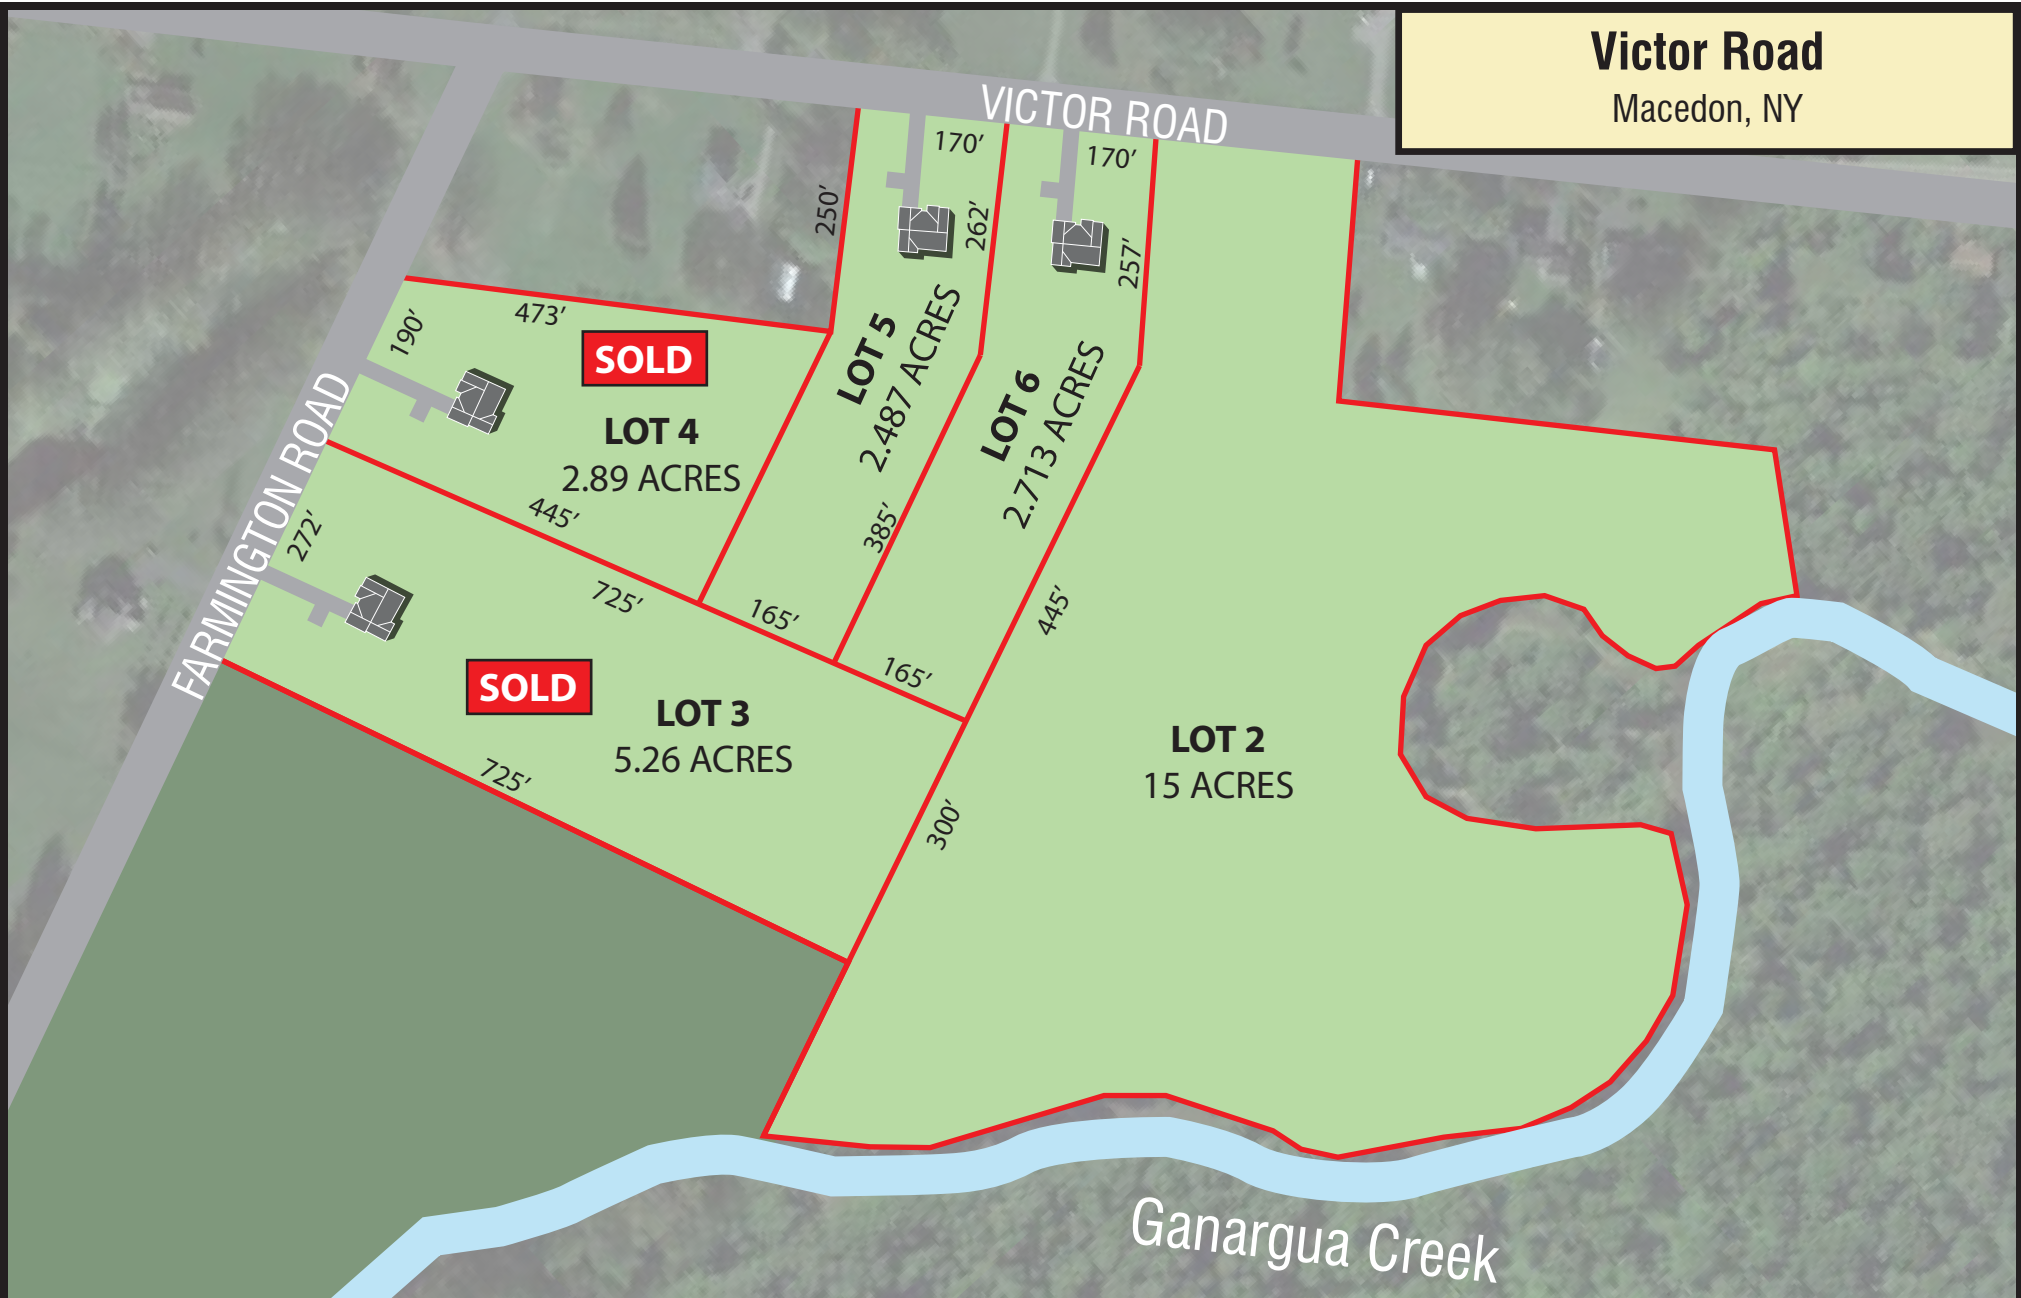 Victor Road
Macedon, NY
VICTOR ROAD
170’
170’
250’
262’
257’
473’
190’
SOLD
LOT 4
2.89 ACRES
LOT 5
2.487 ACRES
LOT 6
2.713 ACRES
FARMINGTON ROAD
445’
385’
272’
725’
165’
445’
165’
SOLD
LOT 3
5.26 ACRES
LOT 2
15 ACRES
725’
300’
Ganargua Creek